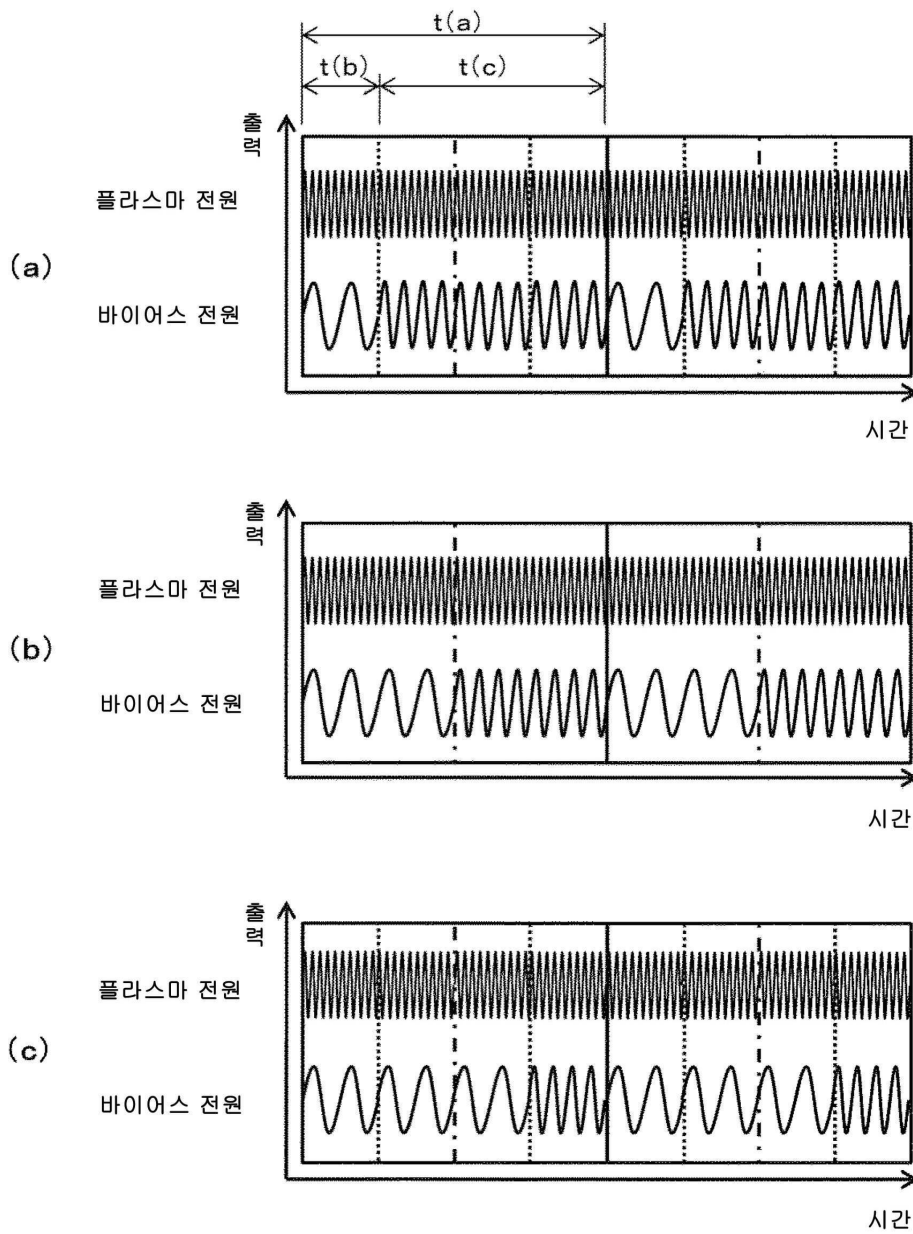 t(a)
t(b)
t(c)
출
력
플라스마 전원
(a)
바이어스 전원
시간
출
력
플라스마 전원
(b)
바이어스 전원
시간
출
력
플라스마 전원
(c)
바이어스 전원
시간